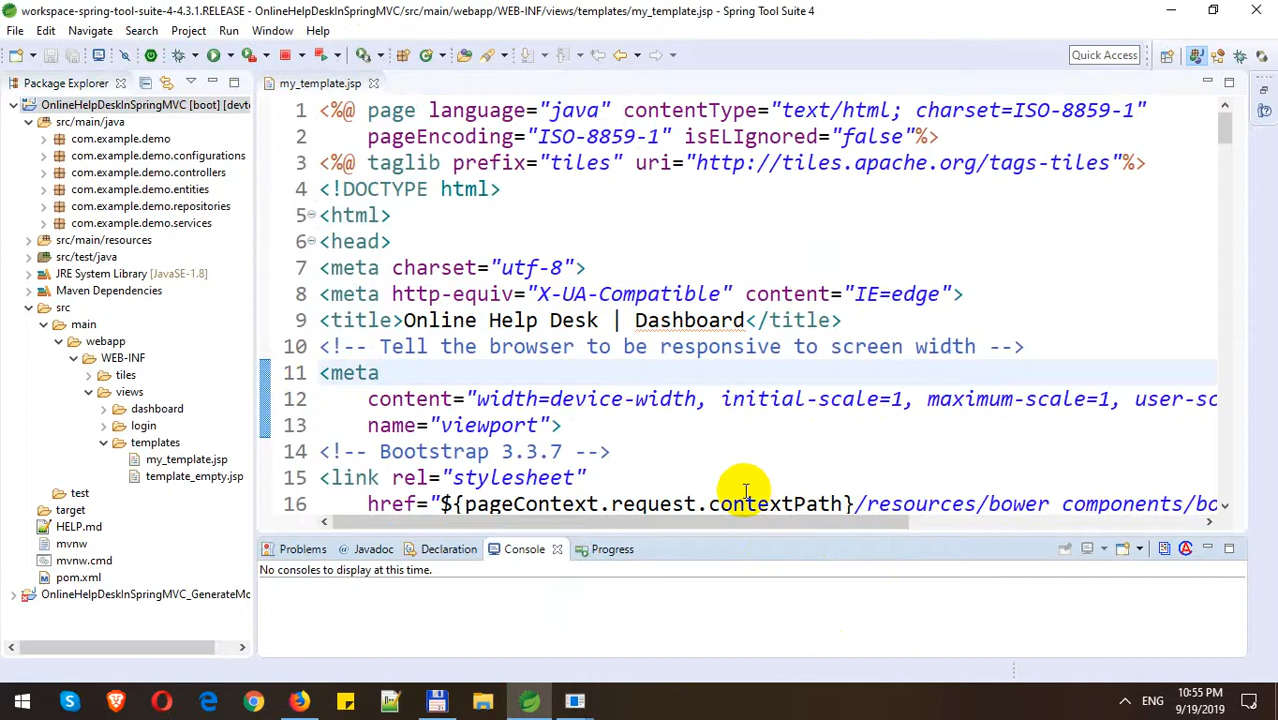 workspace-spring-tool-suite-4-4.3.1.RELEASE - OnlineHelpDeskInSpringMVC/src/main/webapp/WEB-INF/views/templates/my_template.jsp - Spring Tool Suite 4
File Edit Navigate Search Project Run Window Help
Quick Access
Package Explorer
OnlineHelpDeskInSpringMVC [boot] [devto
src/main/java
com.example.demo
com.example.demo.configurations
com.example.demo.controllers
com.example.demo.entities
com.example.demo.repositories
com.example.demo.services
src/main/resources
src/test/java
JRE System Library [JavaSE-1.8]
Maven Dependencies
src
main
webapp
WEB-INF
tiles
views
dashboard
login
templates
my_template.jsp
template_empty.jsp
test
target
HELP.md
mvnw
mvnw.cmd
pom.xml
OnlineHelpDeskInSpringMVC_GenerateMo
my_template.jsp
1 <%@ page language="java" contentType="text/html; charset=ISO-8859-1"
2 pageEncoding="ISO-8859-1" isELIgnored="false"%>
3 <%@ taglib prefix="tiles" uri="http://tiles.apache.org/tags-tiles"%>
4 <!DOCTYPE html>
5 <html>
6 <head>
7 <meta charset="utf-8">
8 <meta http-equiv="X-UA-Compatible" content="IE=edge">
9 <title>Online Help Desk | Dashboard</title>
10 <!-- Tell the browser to be responsive to screen width -->
11 <meta
12 content="width=device-width, initial-scale=1, maximum-scale=1, user-sc
13 name="viewport">
14 <!-- Bootstrap 3.3.7 -->
15 <link rel="stylesheet"
16 href="${pageContext.request.contextPath}/resources/bower_components/bo
Problems Javadoc Declaration Console Progress
No consoles to display at this time.
ENG
10:55 PM
9/19/2019